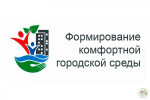 Формирование
комфортной
городской среды